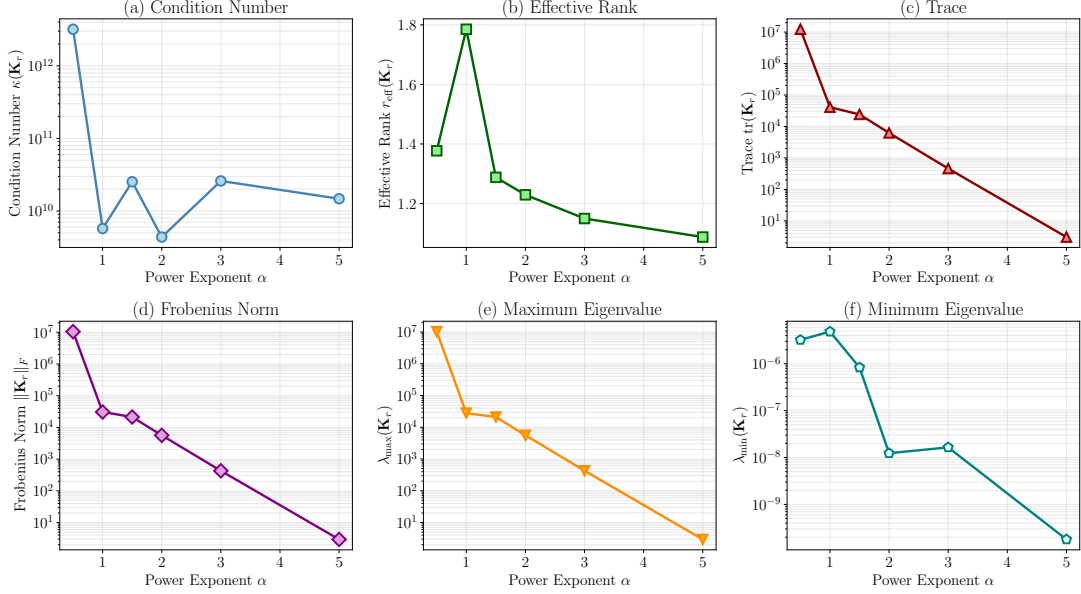 (a) Condition Number
Condition Number κ(K_r)
10^12
10^11
10^10
1 2 3 4 5
Power Exponent α
(b) Effective Rank
Effective Rank r_eff(K_r)
1.8
1.6
1.4
1.2
1 2 3 4 5
Power Exponent α
(c) Trace
Trace tr(K_r)
10^7
10^6
10^5
10^4
10^3
10^2
10^1
1 2 3 4 5
Power Exponent α
(d) Frobenius Norm
Frobenius Norm ‖K_r‖_F
10^7
10^6
10^5
10^4
10^3
10^2
10^1
1 2 3 4 5
Power Exponent α
(e) Maximum Eigenvalue
λ_max(K_r)
10^7
10^6
10^5
10^4
10^3
10^2
10^1
1 2 3 4 5
Power Exponent α
(f) Minimum Eigenvalue
λ_min(K_r)
10^−6
10^−7
10^−8
10^−9
1 2 3 4 5
Power Exponent α